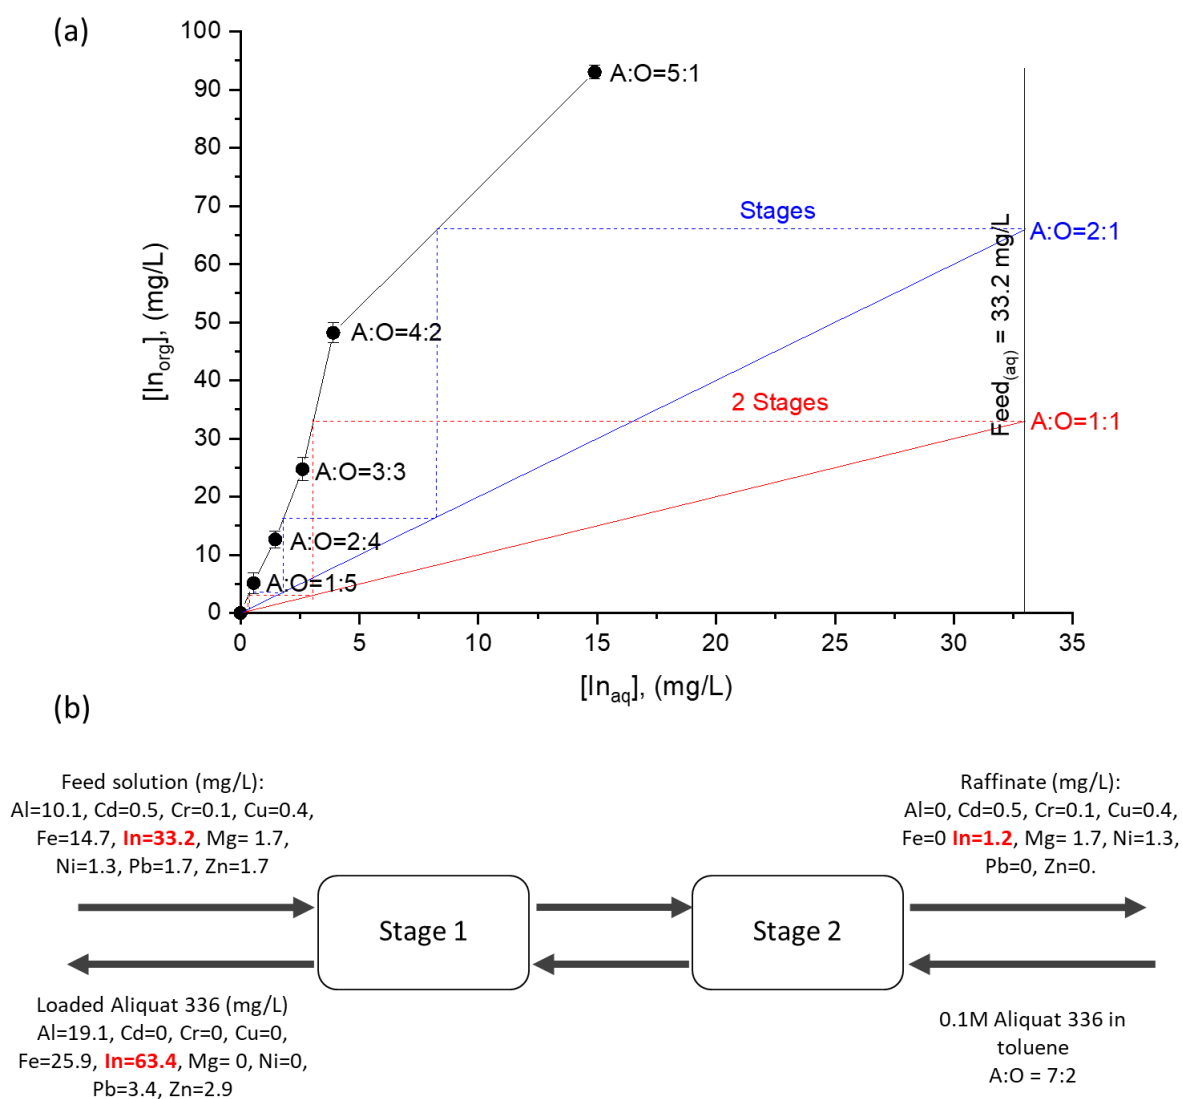 (a)
100
90
80
70
60
50
40
30
20
10
0
[In_org], (mg/L)
A:O=5:1
Stages
A:O=2:1
A:O=4:2
2 Stages
A:O=1:1
A:O=3:3
A:O=2:4
A:O=1:5
Feed_(aq) = 33.2 mg/L
0 5 10 15 20 25 30 35
[In_aq], (mg/L)
(b)
Feed solution (mg/L):
Al=10.1, Cd=0.5, Cr=0.1, Cu=0.4,
Fe=14.7, In=33.2, Mg= 1.7,
Ni=1.3, Pb=1.7, Zn=1.7
Raffinate (mg/L):
Al=0, Cd=0.5, Cr=0.1, Cu=0.4,
Fe=0 In=1.2, Mg= 1.7, Ni=1.3,
Pb=0, Zn=0.
Stage 1
Stage 2
Loaded Aliquat 336 (mg/L)
Al=19.1, Cd=0, Cr=0, Cu=0,
Fe=25.9, In=63.4, Mg= 0, Ni=0,
Pb=3.4, Zn=2.9
0.1M Aliquat 336 in
toluene
A:O = 7:2